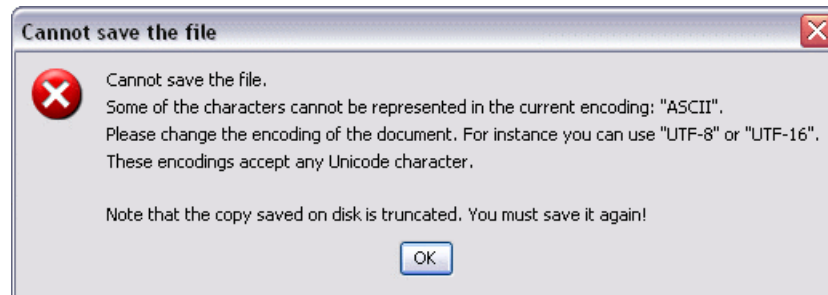 Cannot save the file
Cannot save the file.
Some of the characters cannot be represented in the current encoding: "ASCII".
Please change the encoding of the document. For instance you can use "UTF-8" or "UTF-16".
These encodings accept any Unicode character.
Note that the copy saved on disk is truncated. You must save it again!
OK